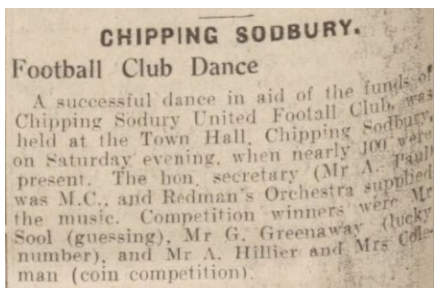 CHIPPING SODBURY.
Football Club Dance
A successful dance in aid of the funds of
Chipping Sodury United Footall Club, was
held at the Town Hall, Chipping Sodbury,
on Saturday evening, when nearly 100 were
present. The hon. secretary (Mr A. Paul)
was M.C., and Redman's Orchestra supplied
the music. Competition winners were Mr
Sool (guessing), Mr G. Greenaway (lucky
number), and Mr A. Hillier and Mrs Cole-
man (coin competition).